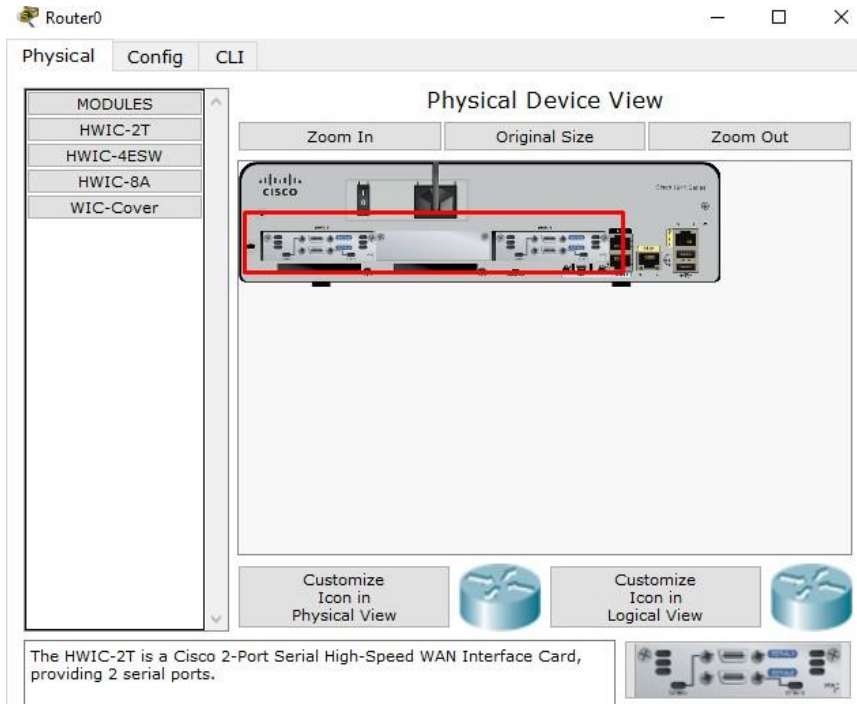 Router0
Physical Config CLI
MODULES
HWIC-2T
HWIC-4ESW
HWIC-8A
WIC-Cover
Physical Device View
Zoom In Original Size Zoom Out
CISCO
Customize
Icon in
Physical View
Customize
Icon in
Logical View
The HWIC-2T is a Cisco 2-Port Serial High-Speed WAN Interface Card,
providing 2 serial ports.